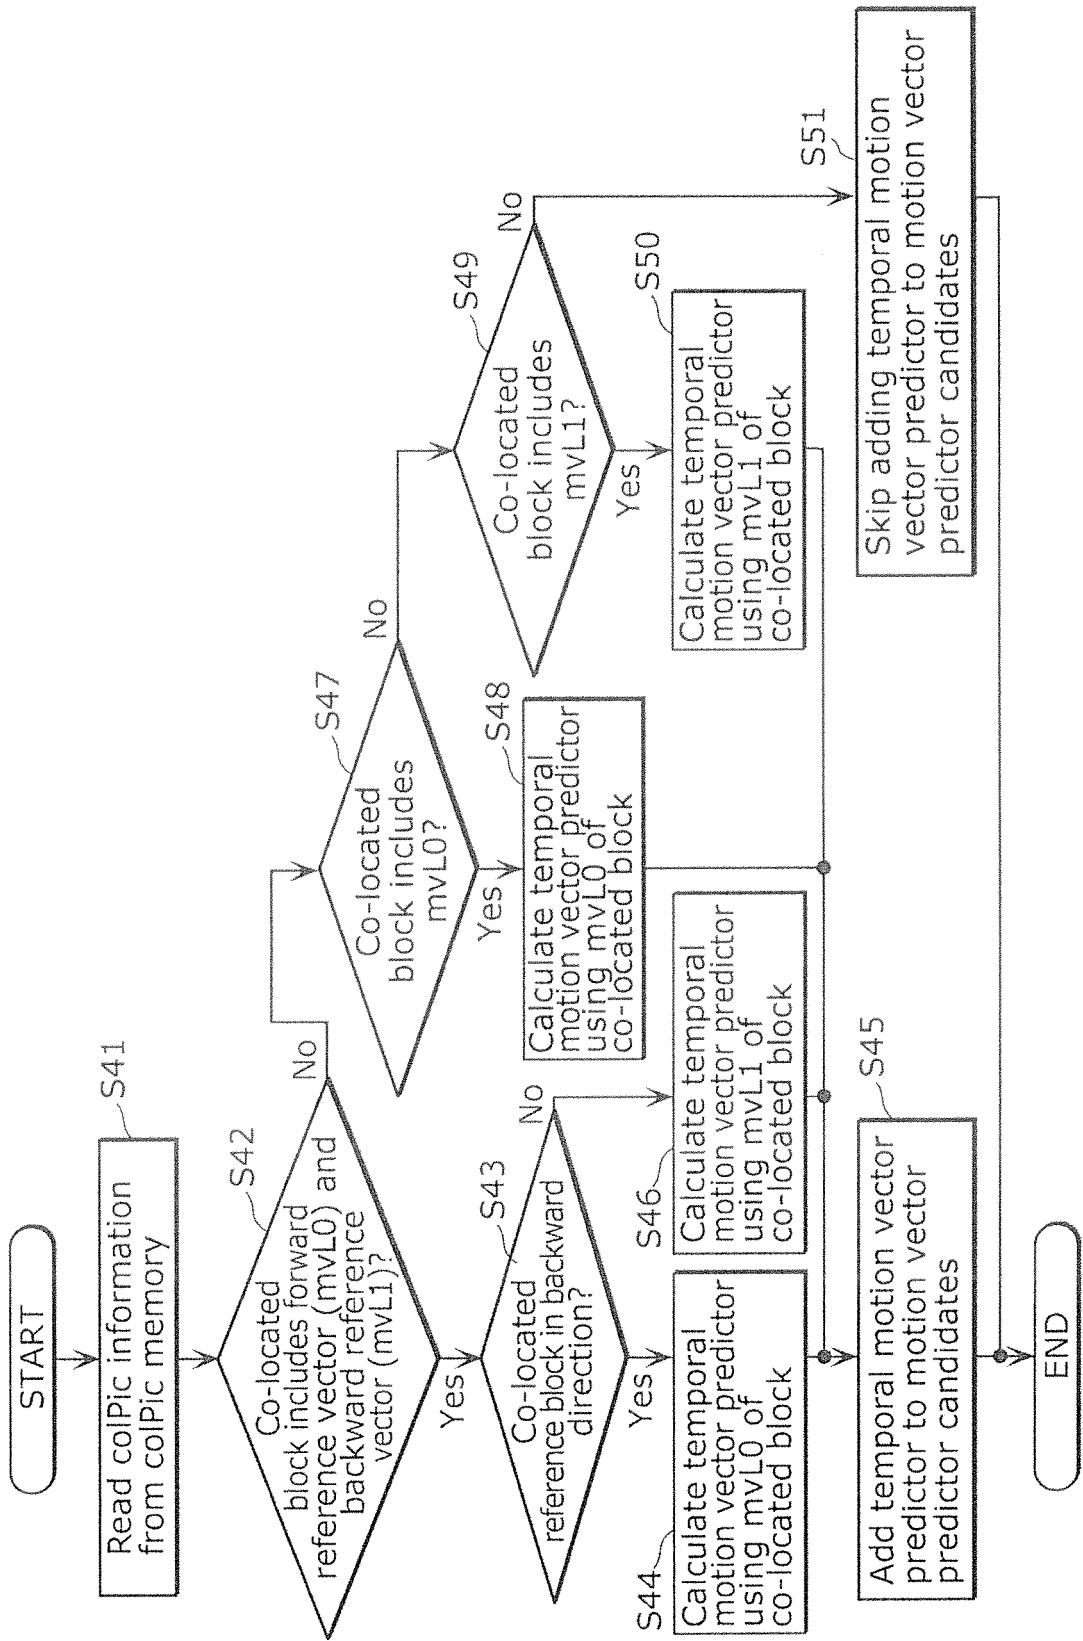 START
S41
Read colPic information
from colPic memory
S42
Co-located
block includes forward
reference vector (mvL0) and
backward reference
vector (mvL1)?
No
Yes
S43
Co-located
reference block in backward
direction?
No
Yes
S44
Calculate temporal
motion vector predictor
using mvL0 of
co-located block
S46
Calculate temporal
motion vector predictor
using mvL1 of
co-located block
S47
Co-located
block includes
mvL0?
No
Yes
S48
Calculate temporal
motion vector predictor
using mvL0 of
co-located block
S49
Co-located
block includes
mvL1?
No
Yes
S50
Calculate temporal
motion vector predictor
using mvL1 of
co-located block
S45
Add temporal motion vector
predictor to motion vector
predictor candidates
S51
Skip adding temporal motion
vector predictor to motion vector
predictor candidates
END